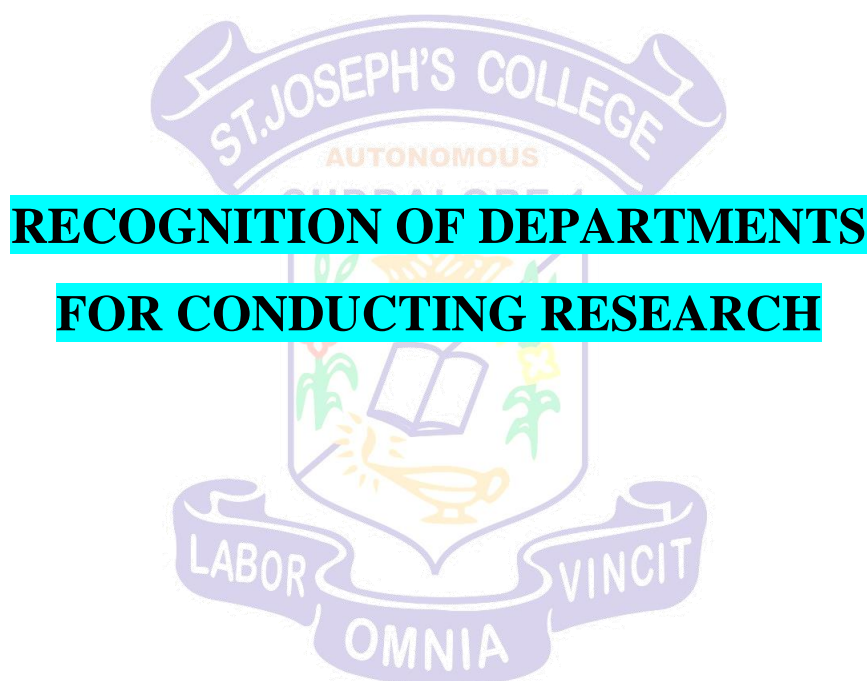 ST.JOSEPH'S COLLEGE
AUTONOMOUS
RECOGNITION OF DEPARTMENTS
FOR CONDUCTING RESEARCH
LABOR
VINCIT
OMNIA